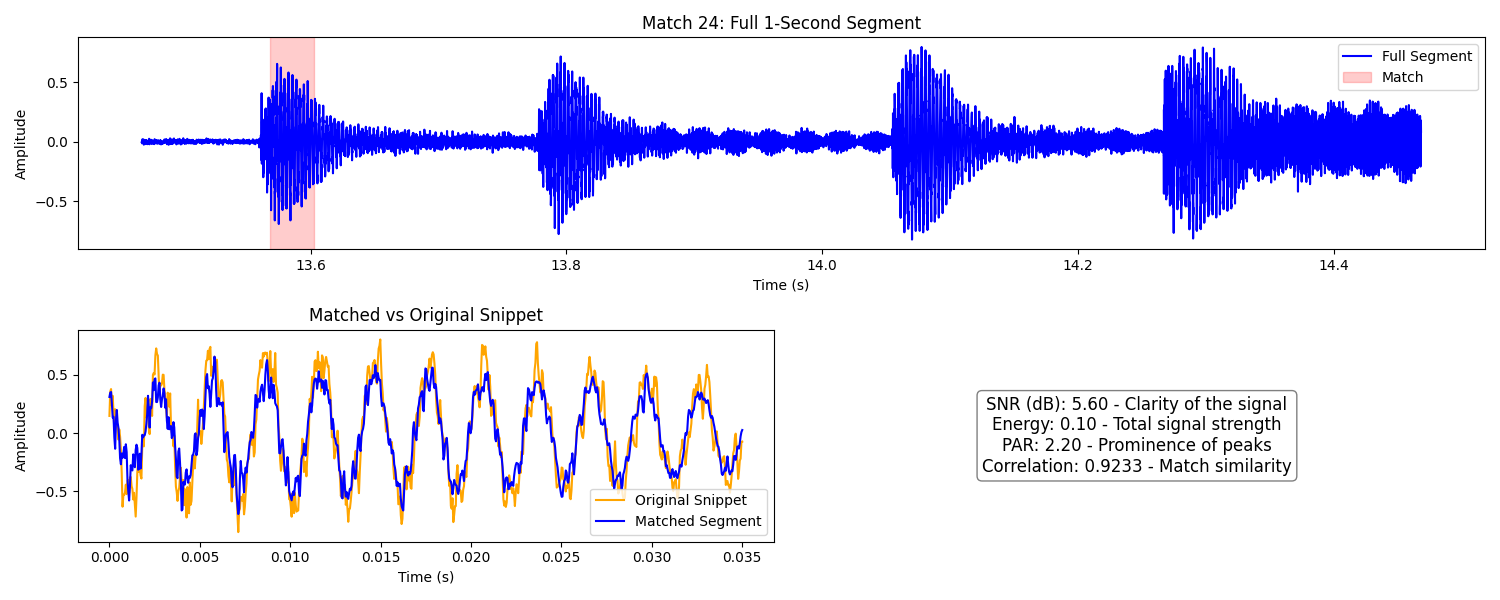 Match 24: Full 1-Second Segment
Amplitude
0.5
0.0
−0.5
Full Segment
Match
13.6 13.8 14.0 14.2 14.4
Time (s)
Matched vs Original Snippet
Amplitude
0.5
0.0
−0.5
Original Snippet
Matched Segment
0.000 0.005 0.010 0.015 0.020 0.025 0.030 0.035
Time (s)
SNR (dB): 5.60 - Clarity of the signal
Energy: 0.10 - Total signal strength
PAR: 2.20 - Prominence of peaks
Correlation: 0.9233 - Match similarity